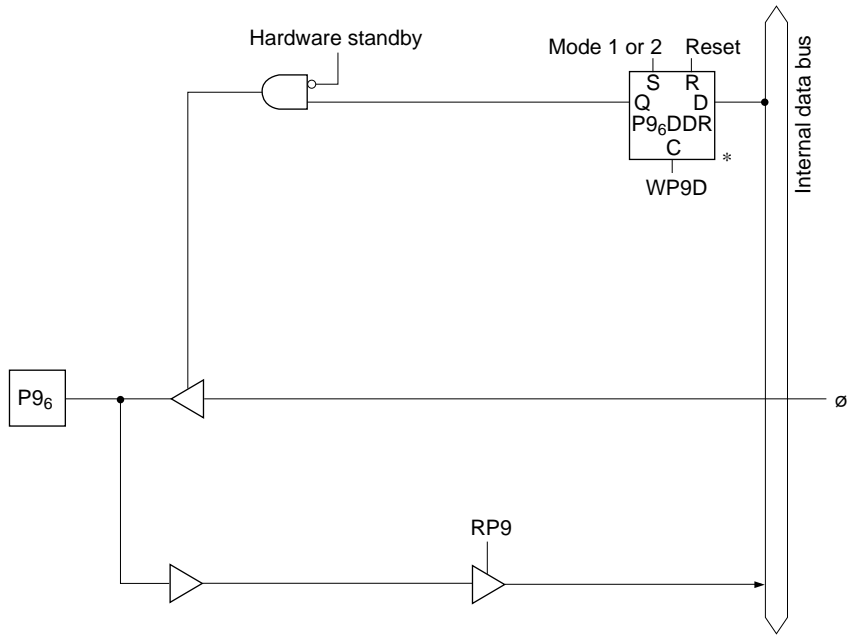 Hardware standby
Mode 1 or 2 Reset
S R
Q D
P9₆DDR
C
*
WP9D
Internal data bus
P9₆
ø
RP9